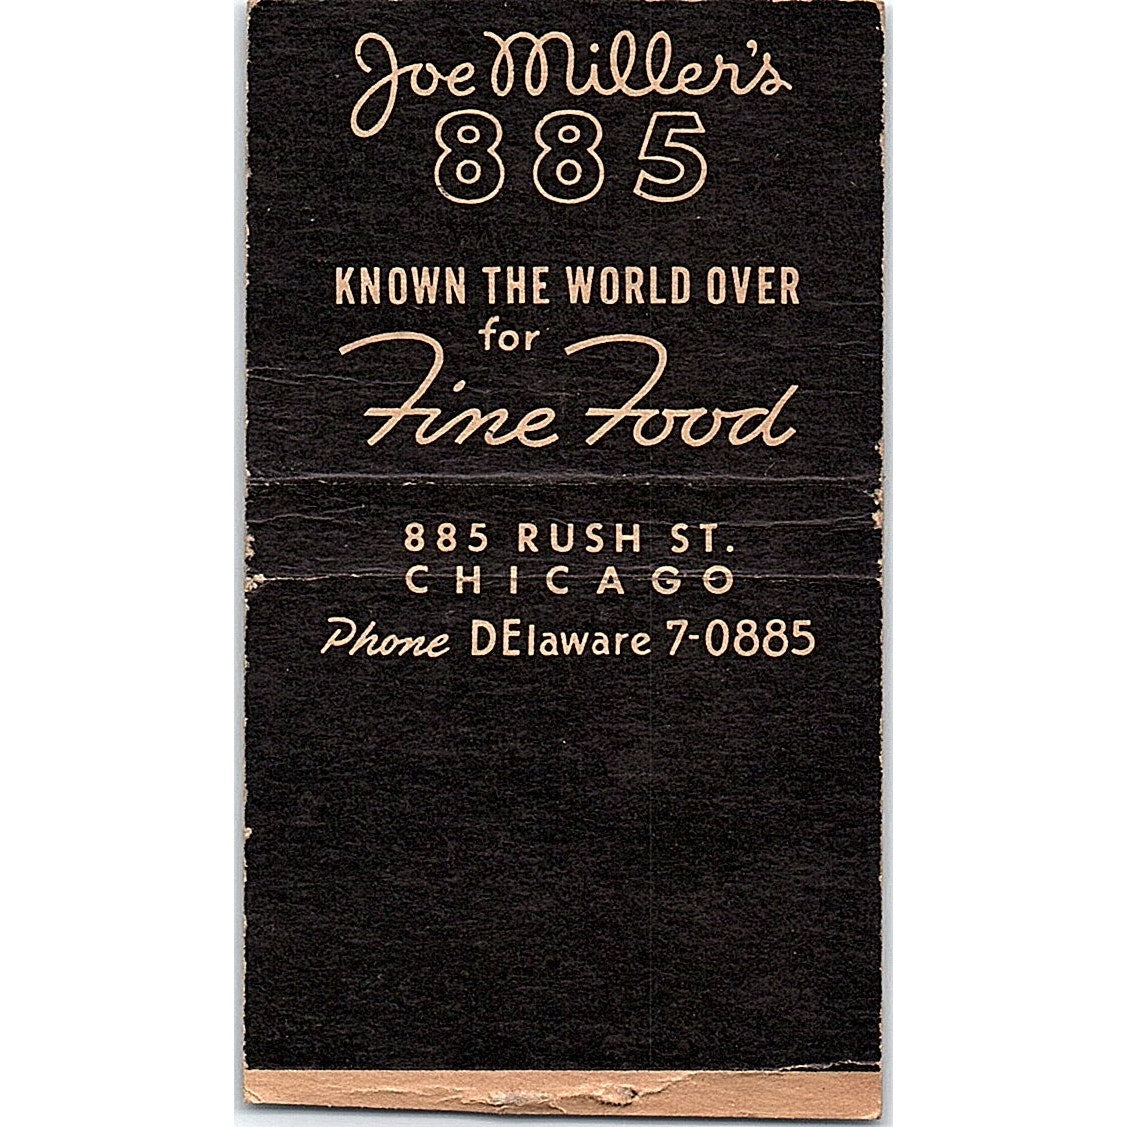 Joe Miller's
885
KNOWN THE WORLD OVER
for
Fine Food
885 RUSH ST.
CHICAGO
Phone DElaware 7-0885